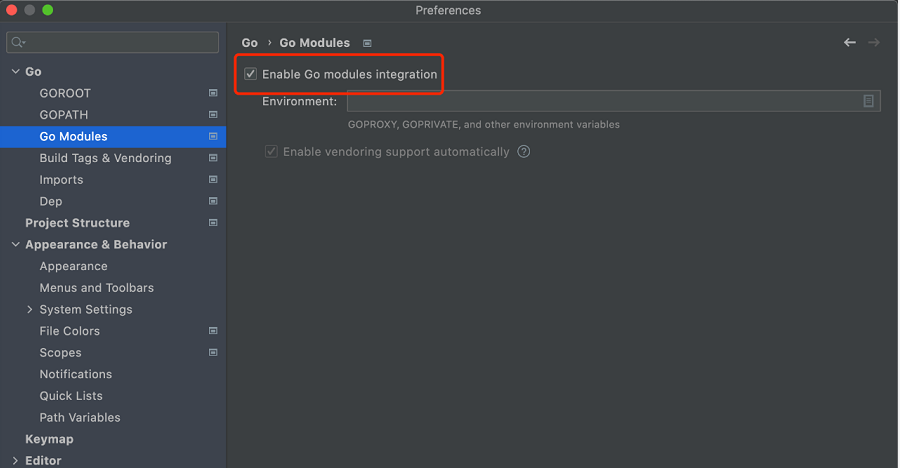 Preferences
Go › Go Modules
Go
Enable Go modules integration
GOROOT
Environment:
GOPATH
GOPROXY, GOPRIVATE, and other environment variables
Go Modules
Enable vendoring support automatically ?
Build Tags & Vendoring
Imports
Dep
Project Structure
Appearance & Behavior
Appearance
Menus and Toolbars
System Settings
File Colors
Scopes
Notifications
Quick Lists
Path Variables
Keymap
Editor